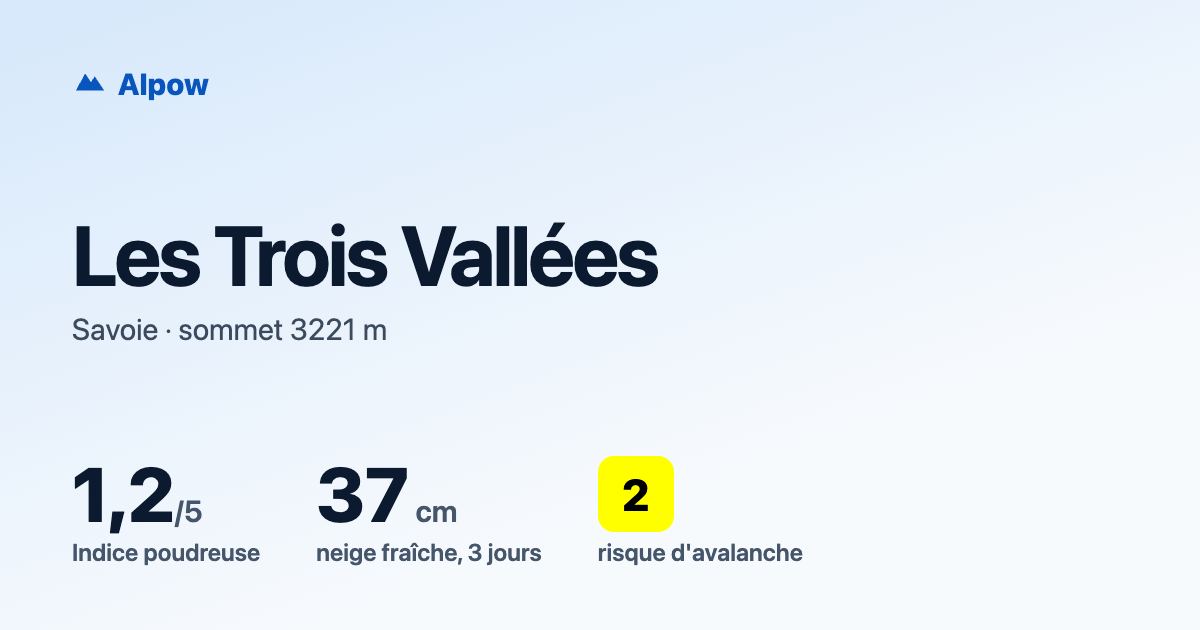 Alpow
Les Trois Vallées
Savoie · sommet 3221 m
1,2/5
Indice poudreuse
37 cm
neige fraîche, 3 jours
2
risque d'avalanche